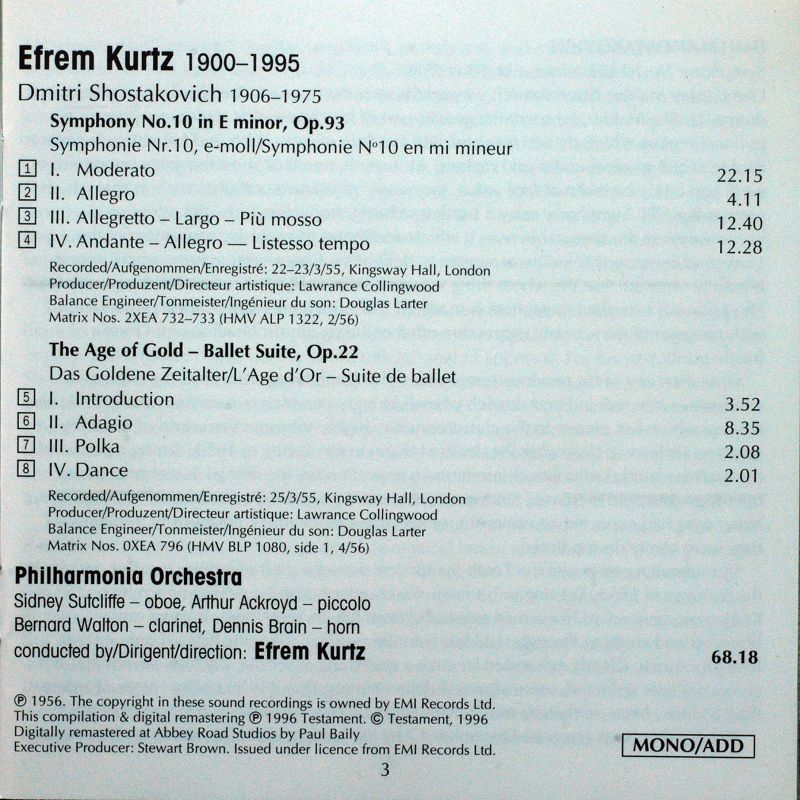 Efrem Kurtz 1900–1995
Dmitri Shostakovich 1906–1975
Symphony No.10 in E minor, Op.93
Symphonie Nr.10, e-moll/Symphonie Nº10 en mi mineur
1 I. Moderato 22.15
2 II. Allegro 4.11
3 III. Allegretto – Largo – Più mosso 12.40
4 IV. Andante – Allegro — Listesso tempo 12.28
Recorded/Aufgenommen/Enregistré: 22–23/3/55, Kingsway Hall, London
Producer/Produzent/Directeur artistique: Lawrance Collingwood
Balance Engineer/Tonmeister/Ingénieur du son: Douglas Larter
Matrix Nos. 2XEA 732–733 (HMV ALP 1322, 2/56)
The Age of Gold – Ballet Suite, Op.22
Das Goldene Zeitalter/L'Age d'Or – Suite de ballet
5 I. Introduction 3.52
6 II. Adagio 8.35
7 III. Polka 2.08
8 IV. Dance 2.01
Recorded/Aufgenommen/Enregistré: 25/3/55, Kingsway Hall, London
Producer/Produzent/Directeur artistique: Lawrance Collingwood
Balance Engineer/Tonmeister/Ingénieur du son: Douglas Larter
Matrix Nos. 0XEA 796 (HMV BLP 1080, side 1, 4/56)
Philharmonia Orchestra
Sidney Sutcliffe – oboe, Arthur Ackroyd – piccolo
Bernard Walton – clarinet, Dennis Brain – horn
conducted by/Dirigent/direction: Efrem Kurtz 68.18
℗ 1956. The copyright in these sound recordings is owned by EMI Records Ltd.
This compilation & digital remastering ℗ 1996 Testament. © Testament, 1996
Digitally remastered at Abbey Road Studios by Paul Baily
Executive Producer: Stewart Brown. Issued under licence from EMI Records Ltd.
MONO/ADD
3